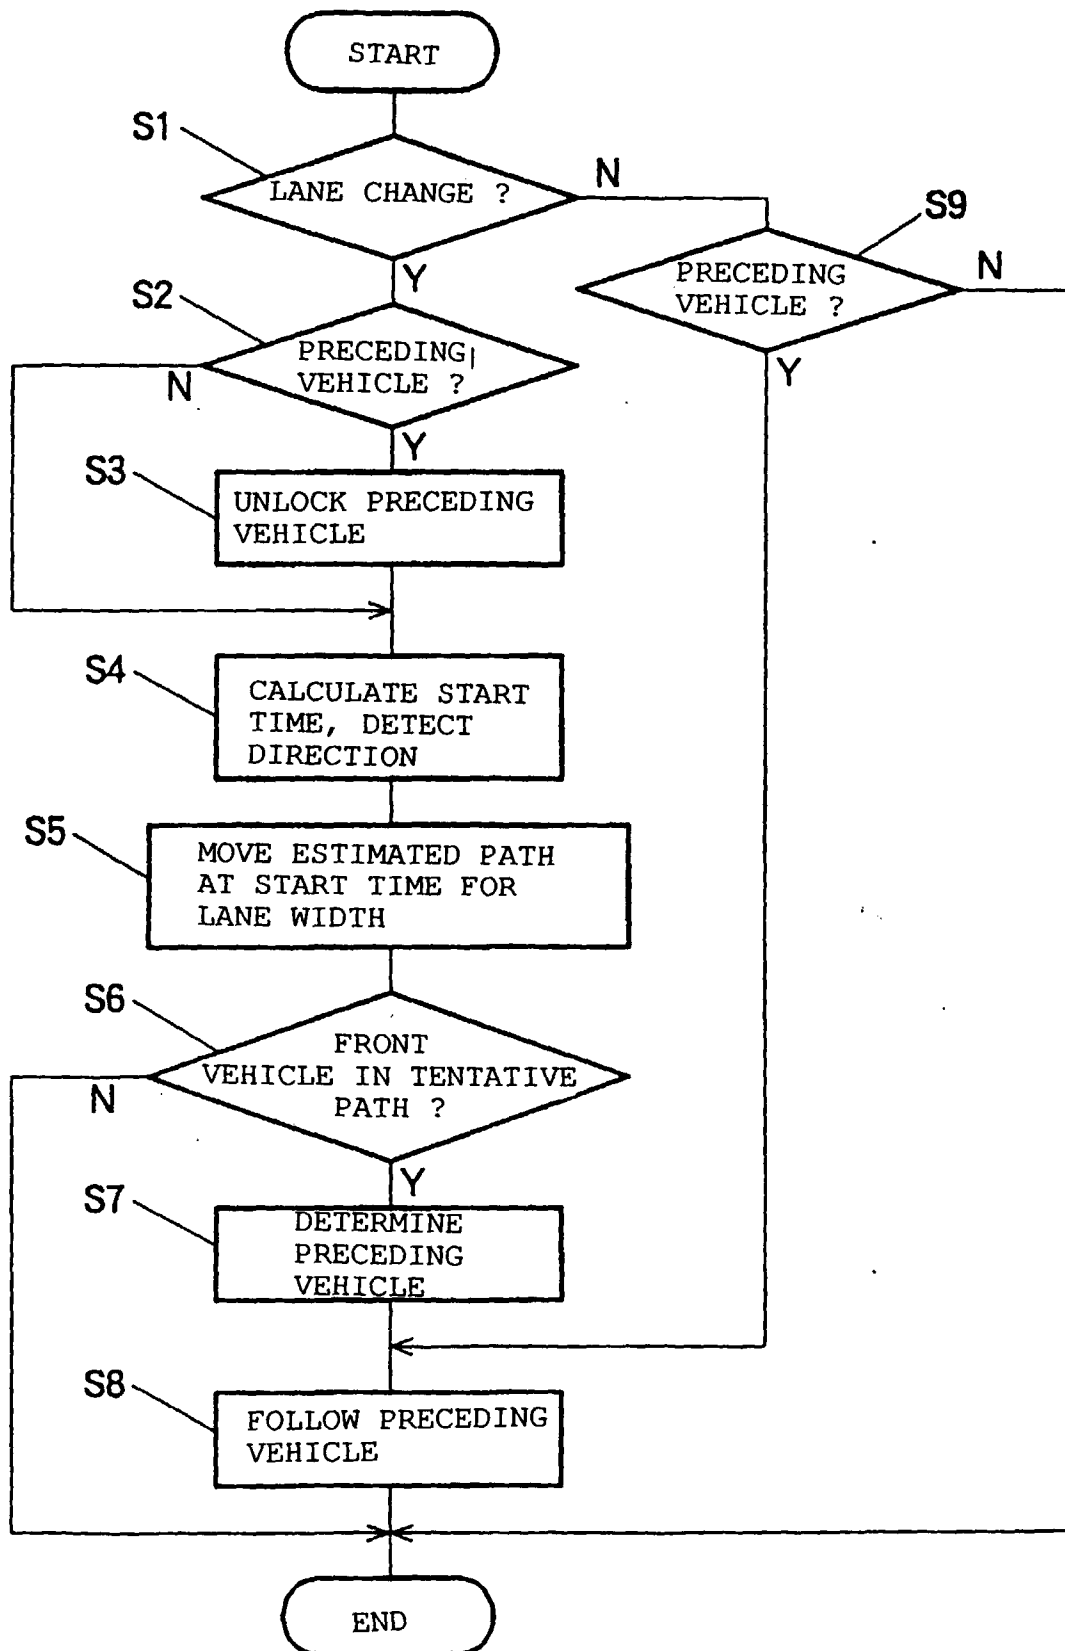 START
S1
LANE CHANGE ?
N
S9
Y
PRECEDING
VEHICLE ?
N
S2
PRECEDING
VEHICLE ?
N
Y
Y
S3
UNLOCK PRECEDING
VEHICLE
S4
CALCULATE START
TIME, DETECT
DIRECTION
S5
MOVE ESTIMATED PATH
AT START TIME FOR
LANE WIDTH
S6
FRONT
VEHICLE IN TENTATIVE
PATH ?
N
Y
S7
DETERMINE
PRECEDING
VEHICLE
S8
FOLLOW PRECEDING
VEHICLE
END